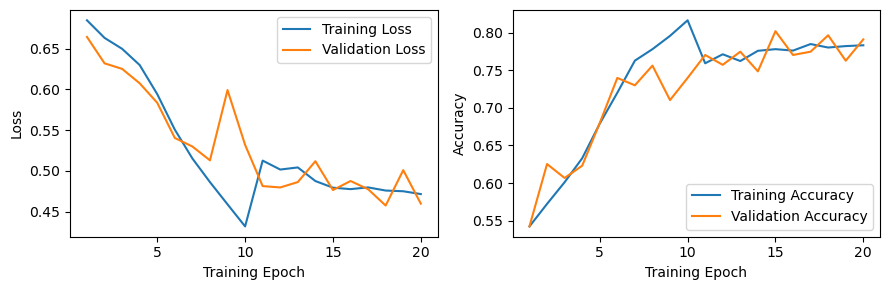 Loss
0.65
0.60
0.55
0.50
0.45
5
10
15
20
Training Epoch
Training Loss
Validation Loss
Accuracy
0.80
0.75
0.70
0.65
0.60
0.55
5
10
15
20
Training Epoch
Training Accuracy
Validation Accuracy